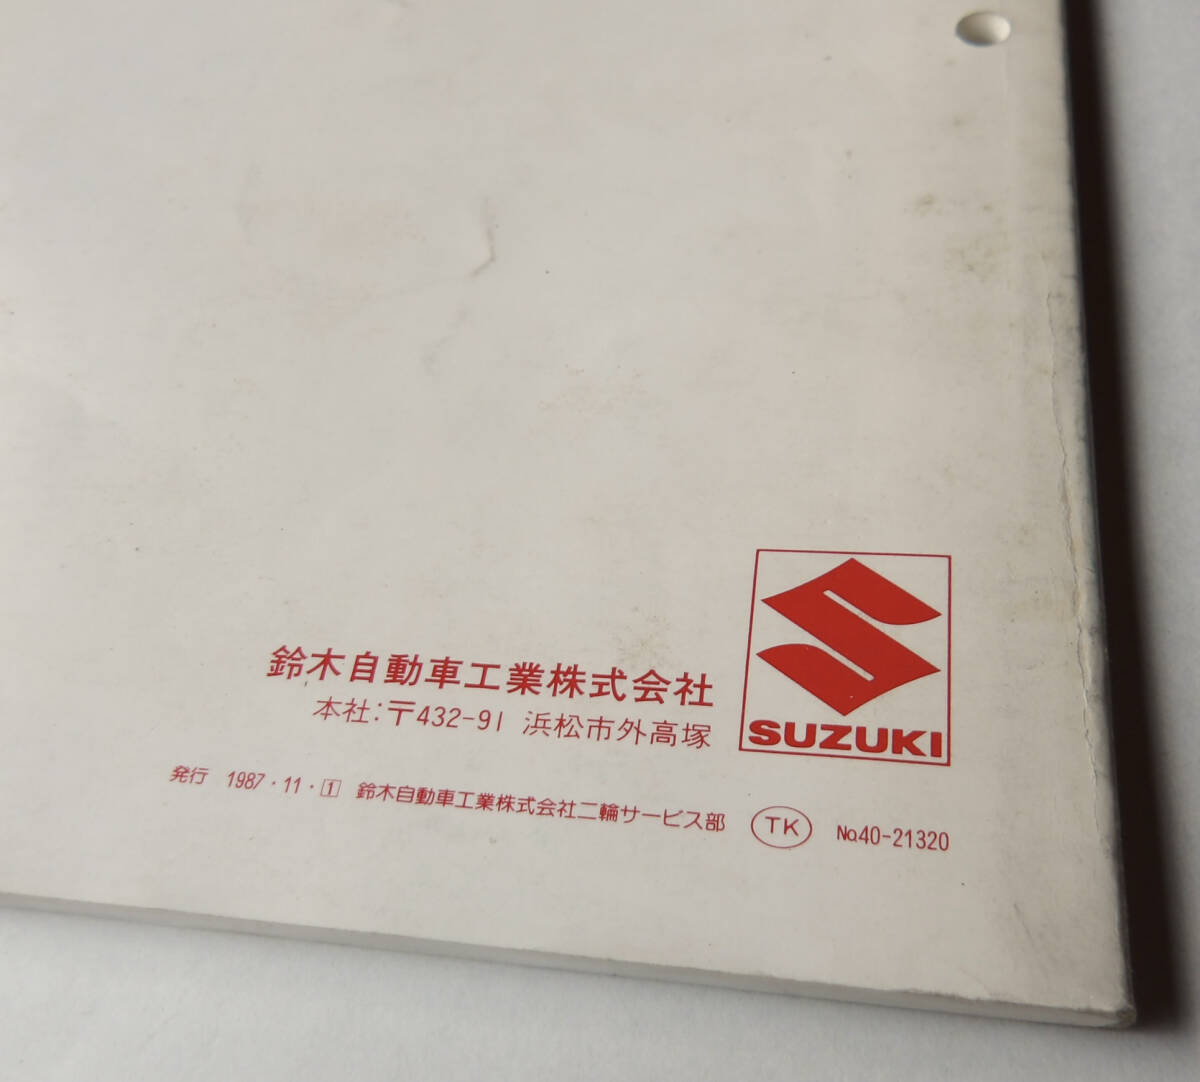 鈴木自動車工業株式会社
本社:〒432-91 浜松市外高塚
SUZUKI
発行 1987・11・1 鈴木自動車工業株式会社二輪サービス部 TK №40-21320